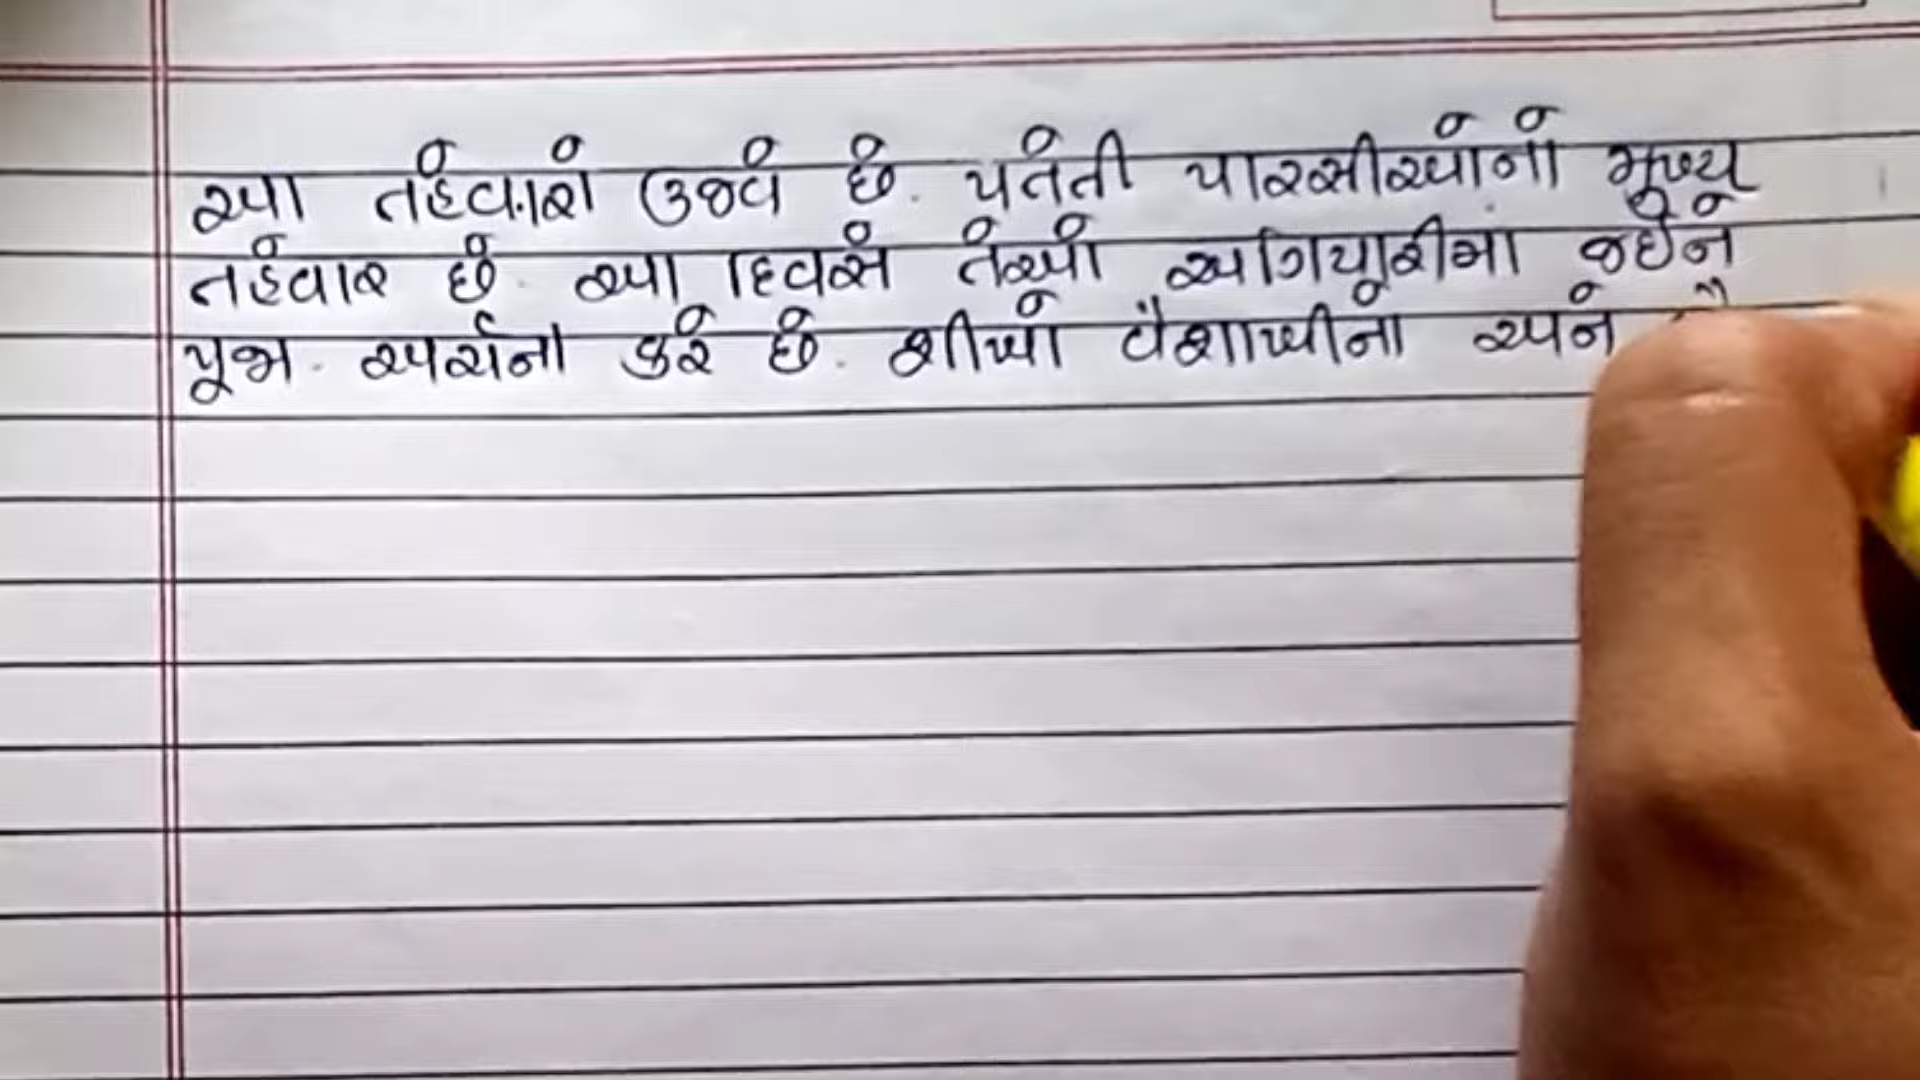 આ તહેવારો ઉજવે છે. પતેતી પારસીઓનો મુખ્ય
તહેવાર છે. આ દિવસે તેઓ અગિયારીમાં જઈને
પૂજા અર્ચના કરે છે. શીખો વૈશાખીના અને